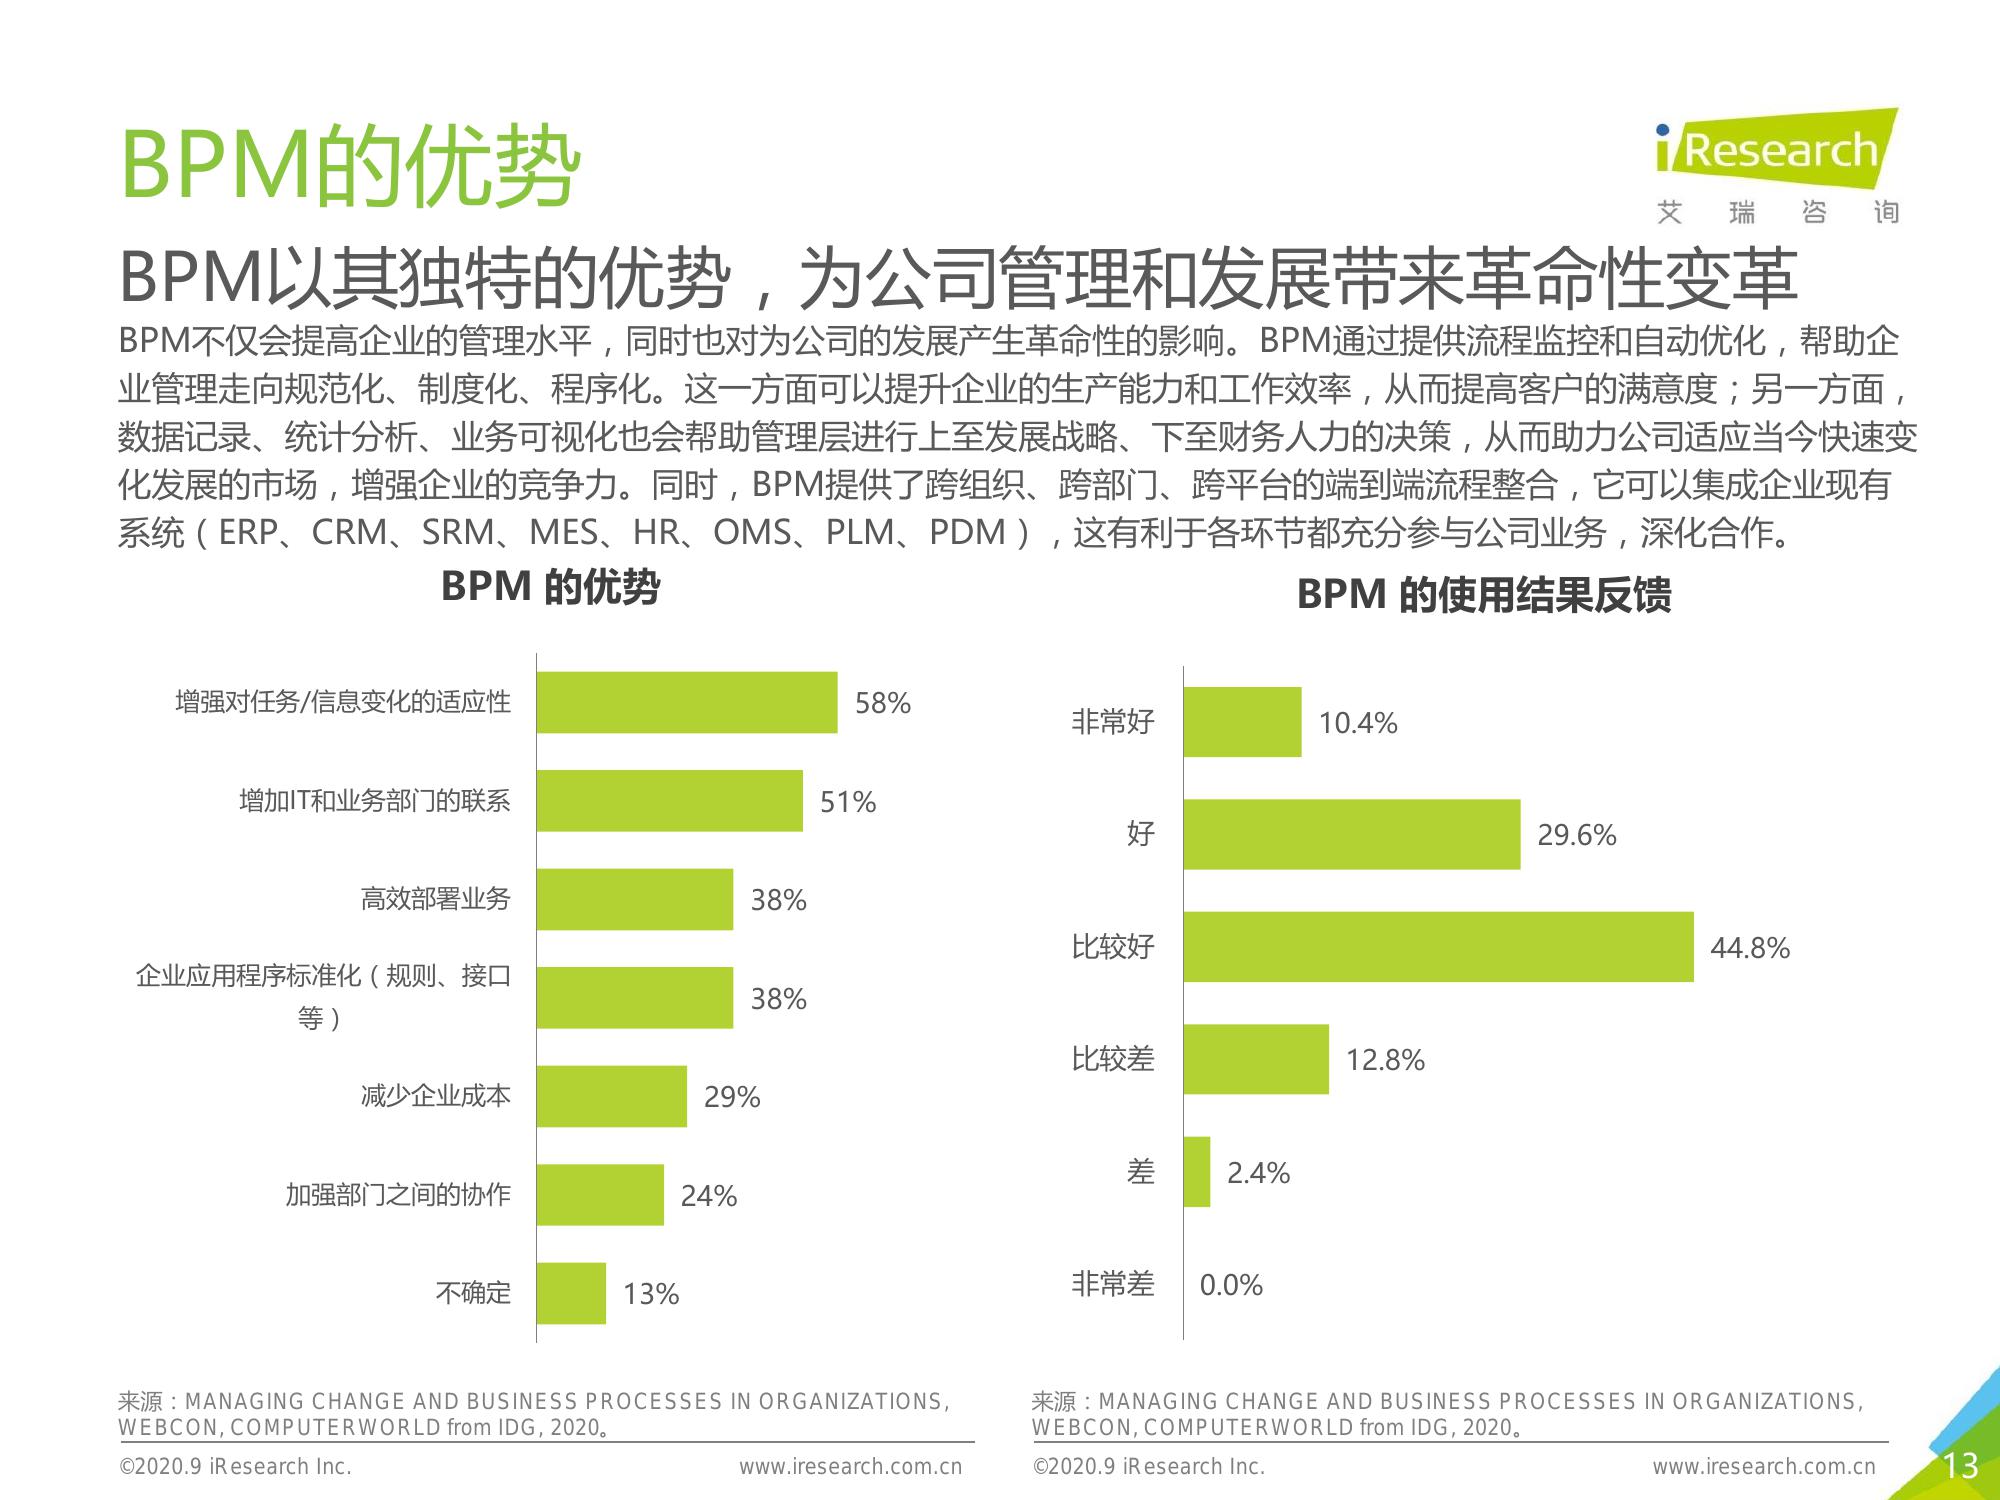 BPM的优势
iResearch
艾瑞咨询
BPM以其独特的优势，为公司管理和发展带来革命性变革
BPM不仅会提高企业的管理水平，同时也对为公司的发展产生革命性的影响。BPM通过提供流程监控和自动优化，帮助企
业管理走向规范化、制度化、程序化。这一方面可以提升企业的生产能力和工作效率，从而提高客户的满意度；另一方面，
数据记录、统计分析、业务可视化也会帮助管理层进行上至发展战略、下至财务人力的决策，从而助力公司适应当今快速变
化发展的市场，增强企业的竞争力。同时，BPM提供了跨组织、跨部门、跨平台的端到端流程整合，它可以集成企业现有
系统（ERP、CRM、SRM、MES、HR、OMS、PLM、PDM），这有利于各环节都充分参与公司业务，深化合作。
BPM 的优势
增强对任务/信息变化的适应性 58%
增加IT和业务部门的联系 51%
高效部署业务 38%
企业应用程序标准化（规则、接口
等） 38%
减少企业成本 29%
加强部门之间的协作 24%
不确定 13%
来源：MANAGING CHANGE AND BUSINESS PROCESSES IN ORGANIZATIONS,
WEBCON, COMPUTERWORLD from IDG, 2020。
©2020.9 iResearch Inc. www.iresearch.com.cn
BPM 的使用结果反馈
非常好 10.4%
好 29.6%
比较好 44.8%
比较差 12.8%
差 2.4%
非常差 0.0%
来源：MANAGING CHANGE AND BUSINESS PROCESSES IN ORGANIZATIONS,
WEBCON, COMPUTERWORLD from IDG, 2020。
©2020.9 iResearch Inc. www.iresearch.com.cn
13